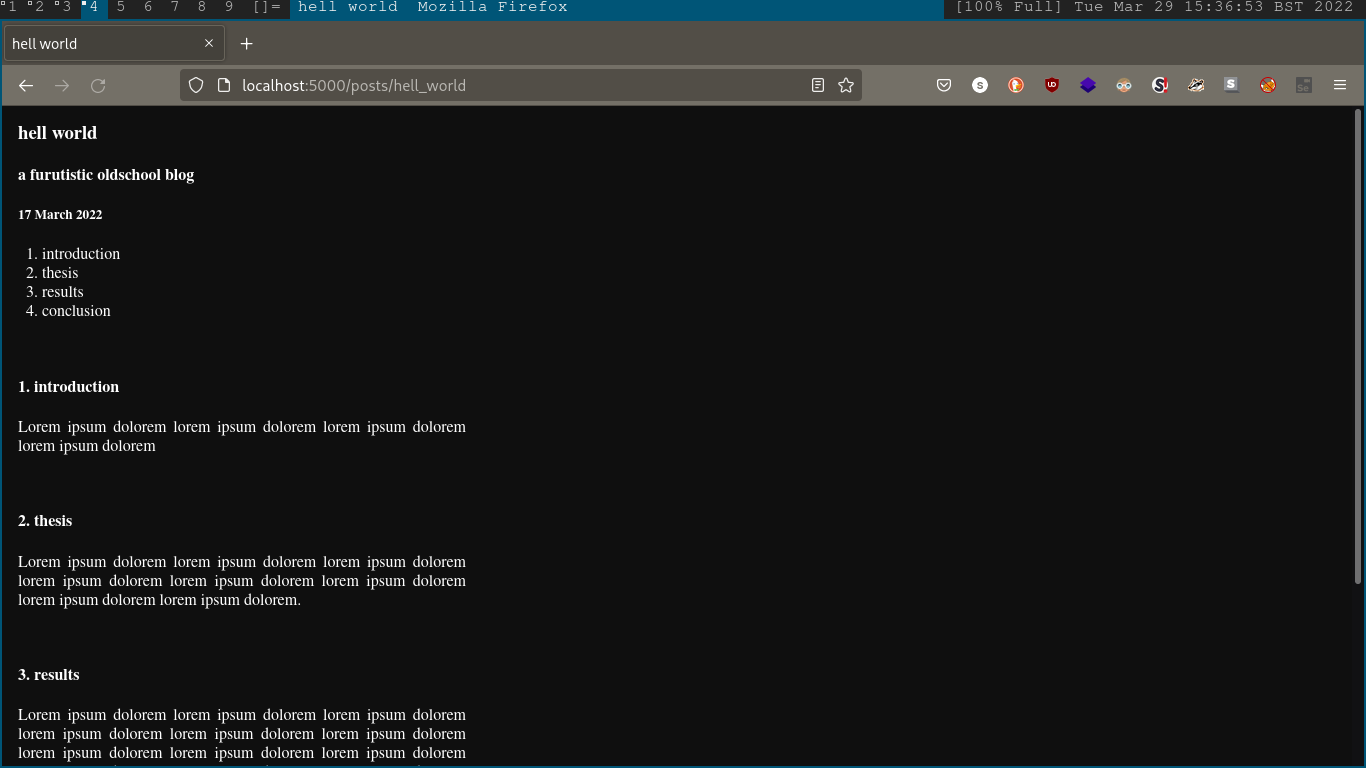 1 2 3 4 5 6 7 8 9 []= hell world Mozilla Firefox [100% Full] Tue Mar 29 15:36:53 BST 2022
hell world
localhost:5000/posts/hell_world
hell world
a furutistic oldschool blog
17 March 2022
1. introduction
2. thesis
3. results
4. conclusion
1. introduction
Lorem ipsum dolorem lorem ipsum dolorem lorem ipsum dolorem
lorem ipsum dolorem
2. thesis
Lorem ipsum dolorem lorem ipsum dolorem lorem ipsum dolorem
lorem ipsum dolorem lorem ipsum dolorem lorem ipsum dolorem
lorem ipsum dolorem lorem ipsum dolorem.
3. results
Lorem ipsum dolorem lorem ipsum dolorem lorem ipsum dolorem
lorem ipsum dolorem lorem ipsum dolorem lorem ipsum dolorem
lorem ipsum dolorem lorem ipsum dolorem lorem ipsum dolorem